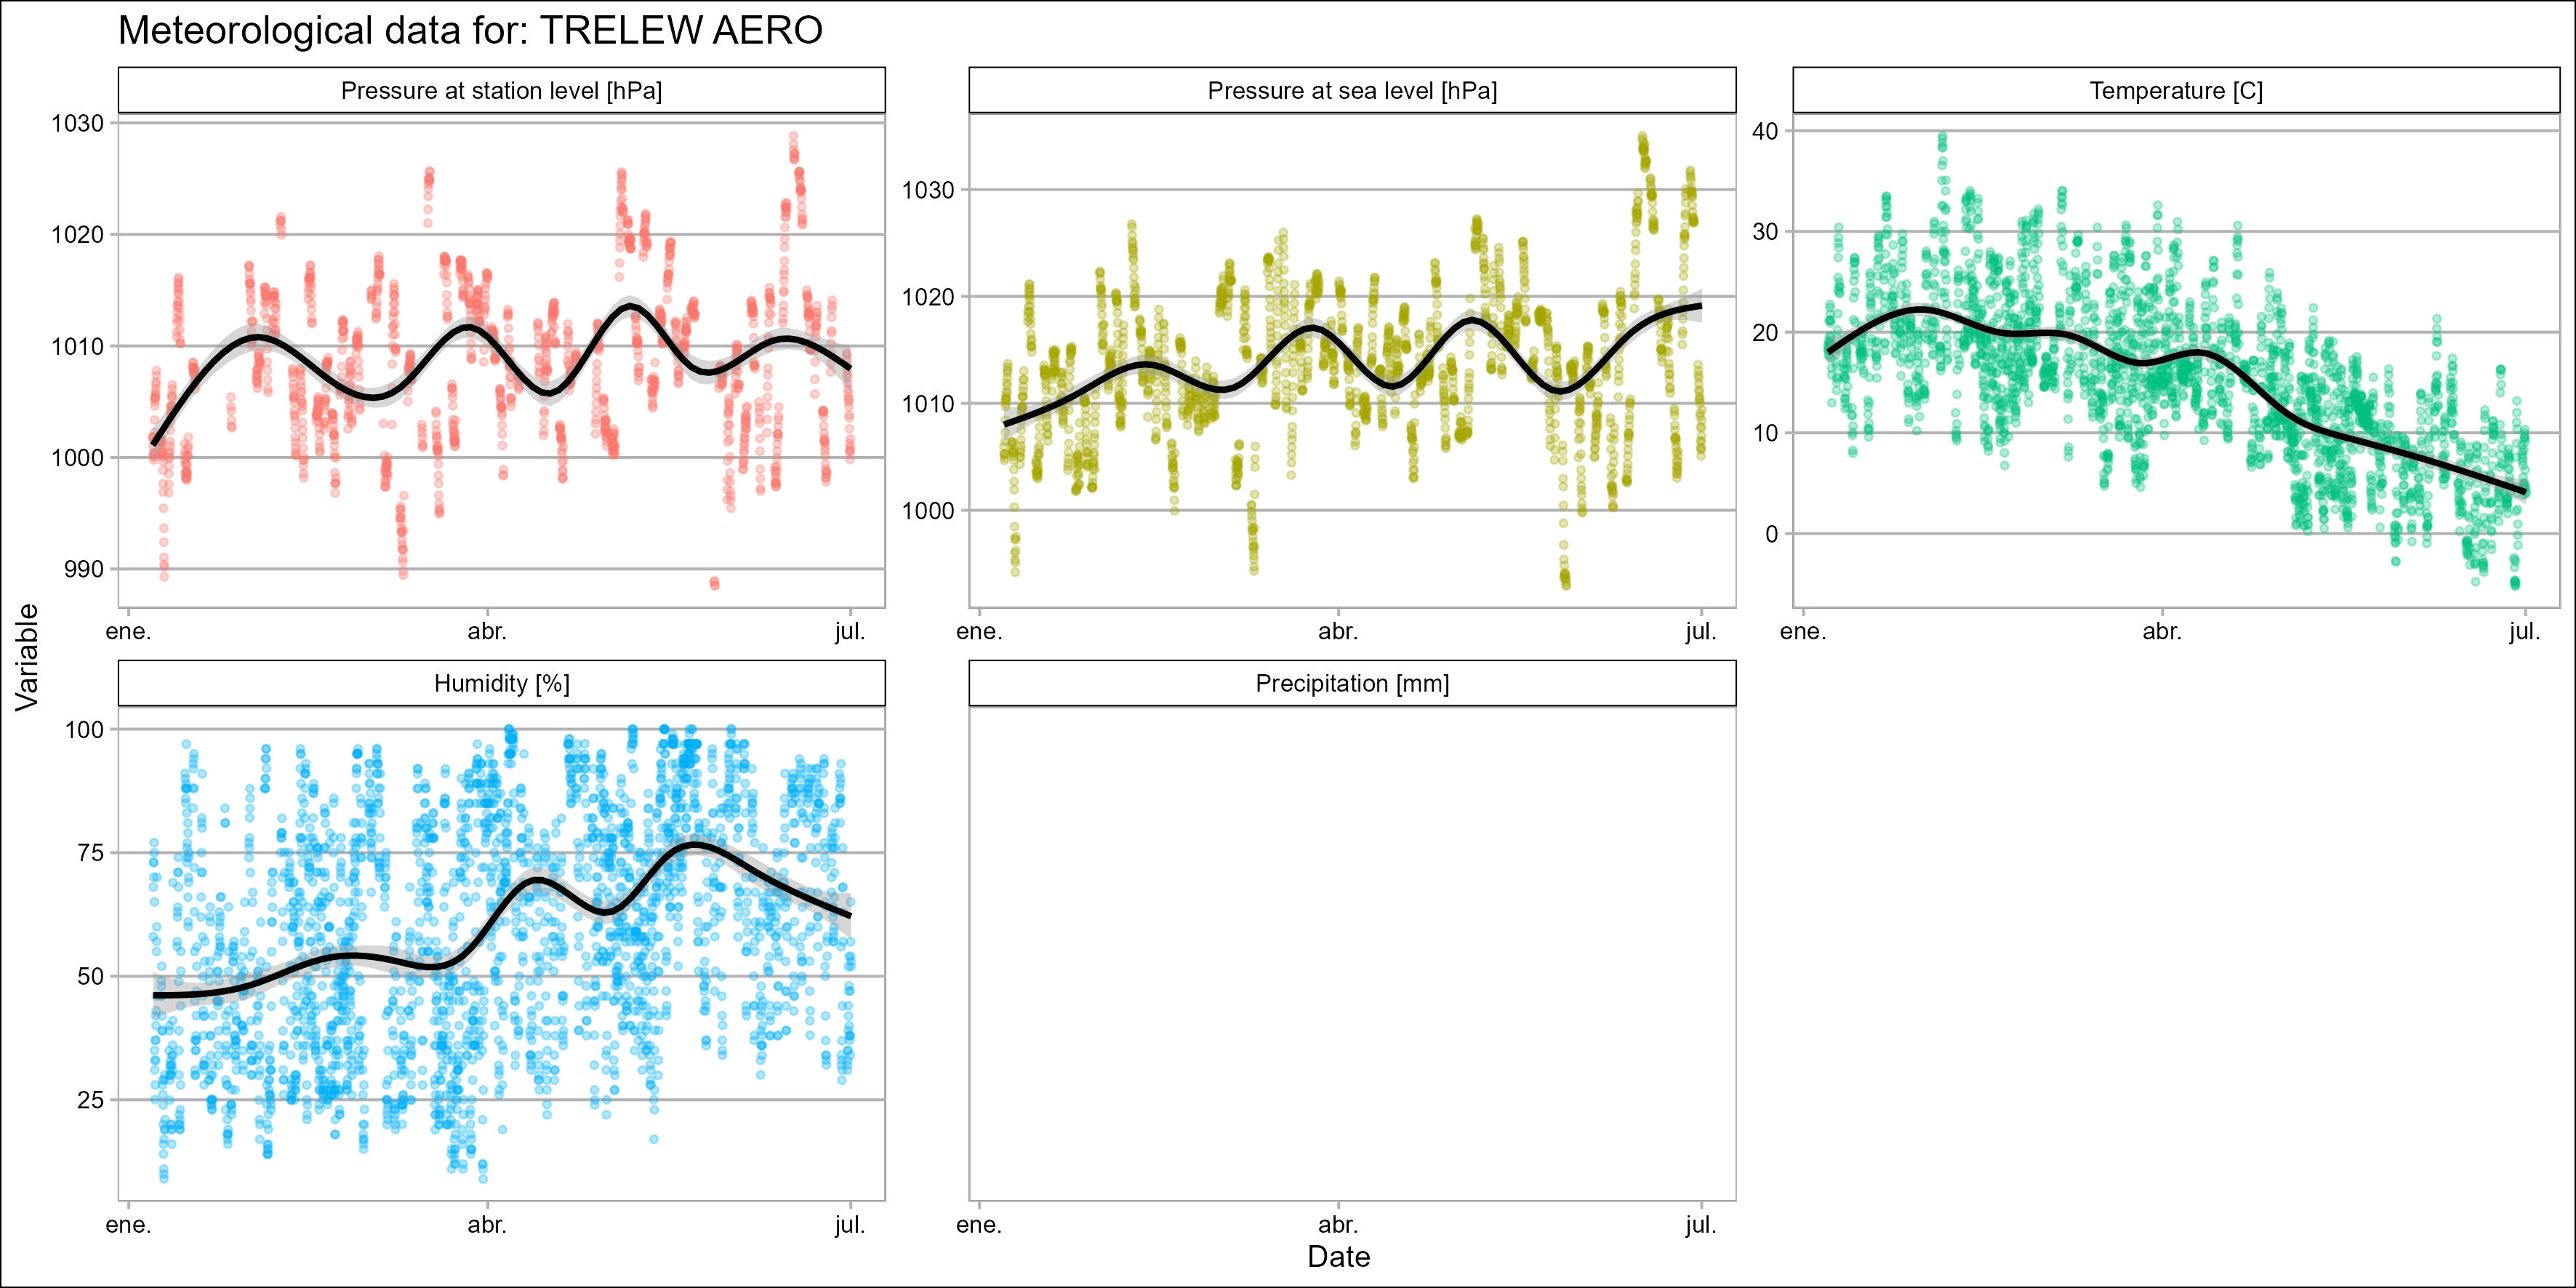 Meteorological data for: TRELEW AERO
Pressure at station level [hPa]
Pressure at sea level [hPa]
Temperature [C]
1030
1020
1010
1000
990
1030
1020
1010
1000
40
30
20
10
0
ene.
abr.
jul.
ene.
abr.
jul.
ene.
abr.
jul.
Variable
Humidity [%]
Precipitation [mm]
100
75
50
25
ene.
abr.
jul.
ene.
abr.
jul.
Date